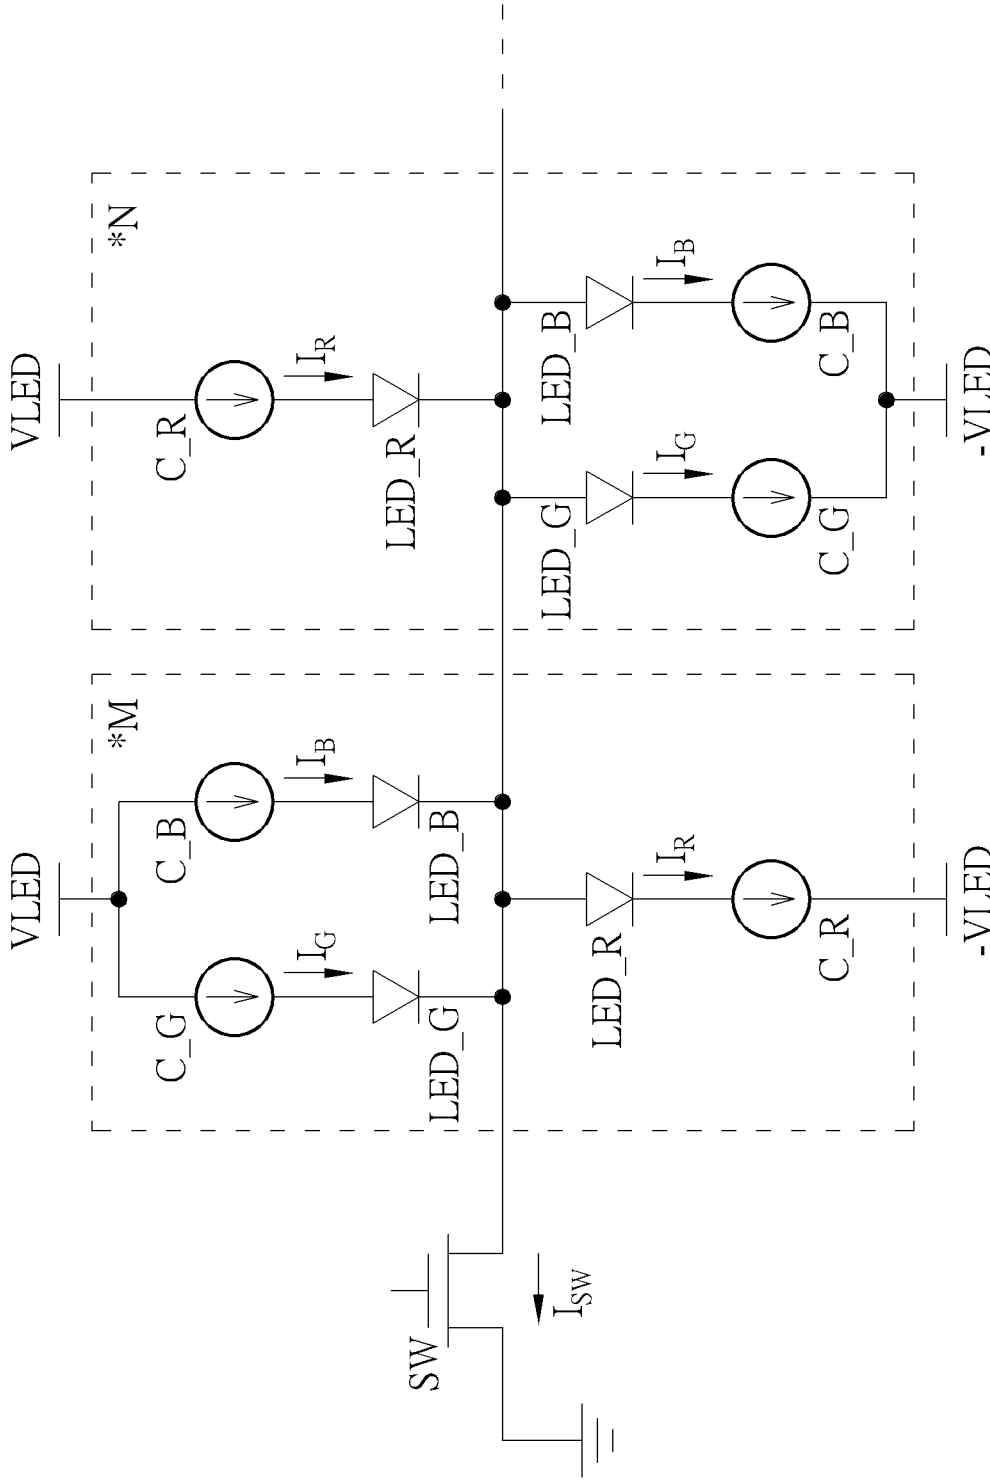 VLED
*N
C_R
I_R
LED_R
LED_B
I_B
C_B
LED_G
I_G
C_G
-VLED
VLED
*M
C_B
I_B
LED_B
C_G
I_G
LED_G
LED_R
I_R
C_R
-VLED
SW
I_SW